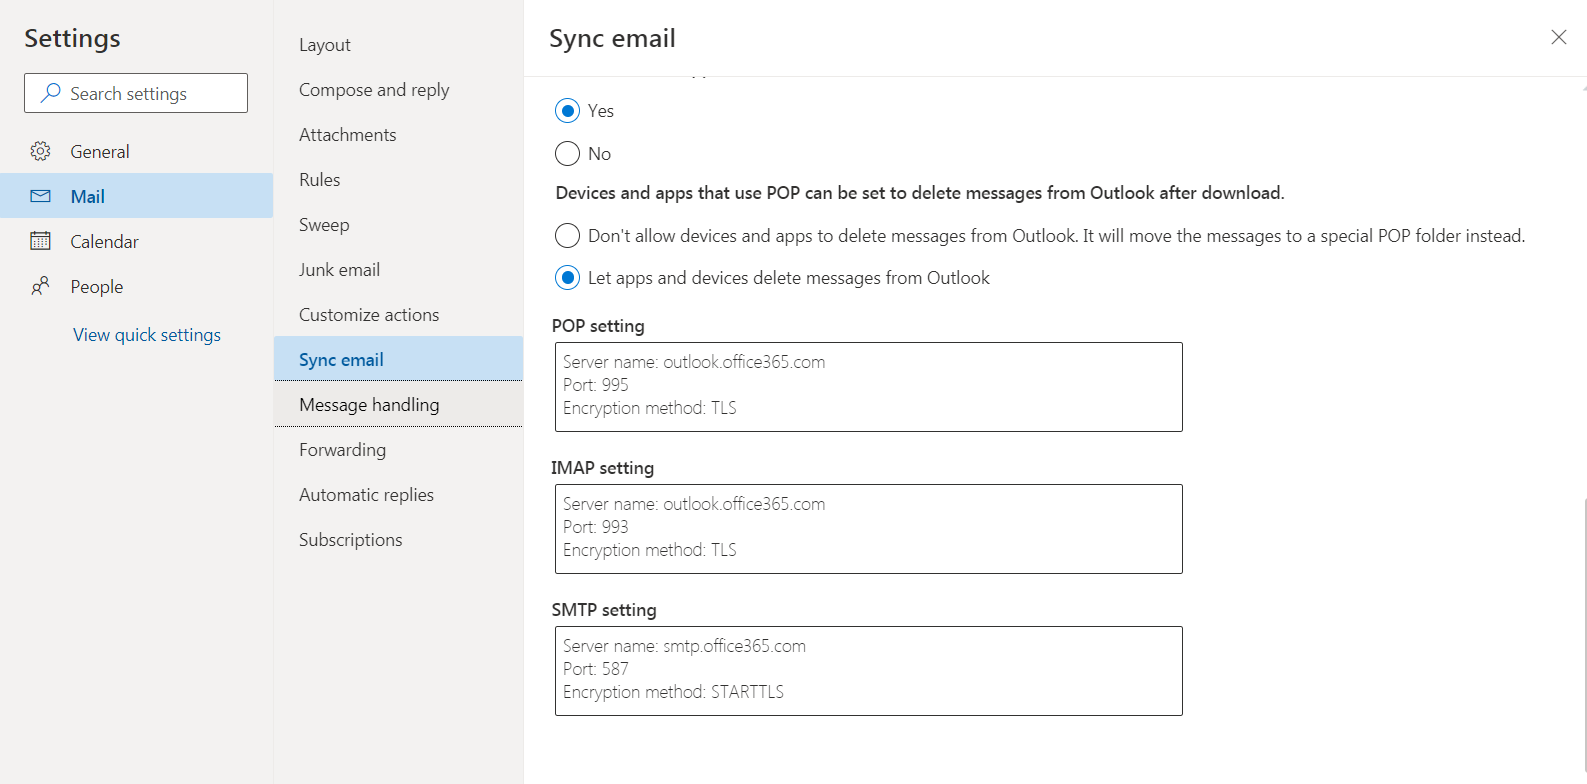 Settings
Search settings
General
Mail
Calendar
People
View quick settings
Layout
Compose and reply
Attachments
Rules
Sweep
Junk email
Customize actions
Sync email
Message handling
Forwarding
Automatic replies
Subscriptions
Sync email
Yes
No
Devices and apps that use POP can be set to delete messages from Outlook after download.
Don't allow devices and apps to delete messages from Outlook. It will move the messages to a special POP folder instead.
Let apps and devices delete messages from Outlook
POP setting
Server name: outlook.office365.com
Port: 995
Encryption method: TLS
IMAP setting
Server name: outlook.office365.com
Port: 993
Encryption method: TLS
SMTP setting
Server name: smtp.office365.com
Port: 587
Encryption method: STARTTLS